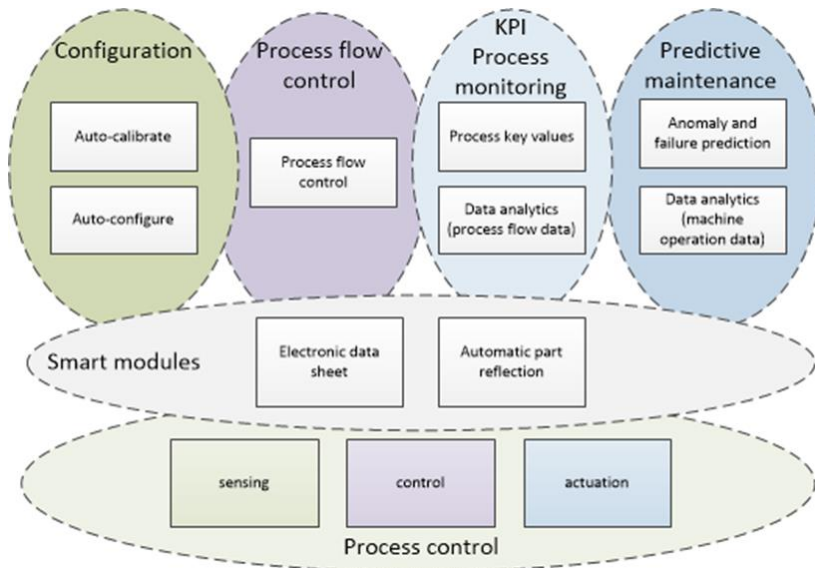 Configuration
Auto-calibrate
Auto-configure
Process flow
control
Process flow
control
KPI
Process
monitoring
Process key values
Data analytics
(process flow data)
Predictive
maintenance
Anomaly and
failure prediction
Data analytics
(machine
operation data)
Smart modules
Electronic data
sheet
Automatic part
reflection
sensing
control
actuation
Process control